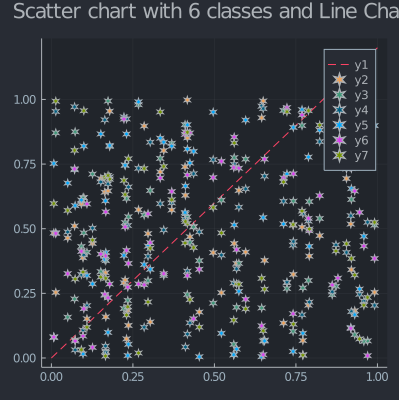 Scatter chart with 6 classes and Line Cha
1.00
0.75
0.50
0.25
0.00
0.00 0.25 0.50 0.75 1.00
y1
y2
y3
y4
y5
y6
y7